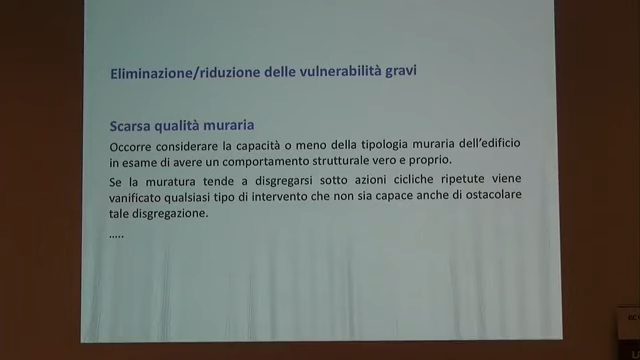 Eliminazione/riduzione delle vulnerabilità gravi
Scarsa qualità muraria
Occorre considerare la capacità o meno della tipologia muraria dell'edificio
in esame di avere un comportamento strutturale vero e proprio.
Se la muratura tende a disgregarsi sotto azioni cicliche ripetute viene
vanificato qualsiasi tipo di intervento che non sia capace anche di ostacolare
tale disgregazione.
.....